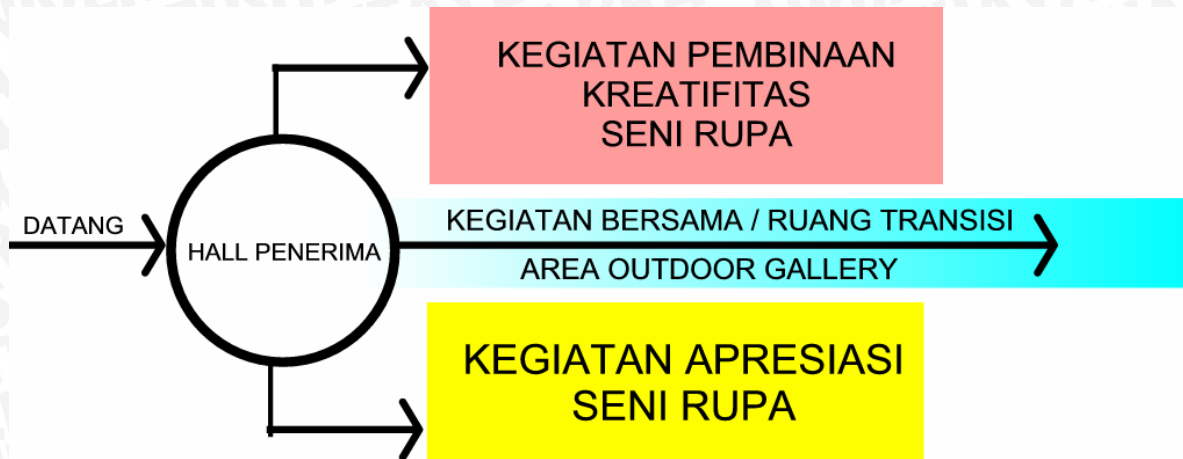 KEGIATAN PEMBINAAN
KREATIFITAS
SENI RUPA
DATANG
HALL PENERIMA
KEGIATAN BERSAMA / RUANG TRANSISI
AREA OUTDOOR GALLERY
KEGIATAN APRESIASI
SENI RUPA